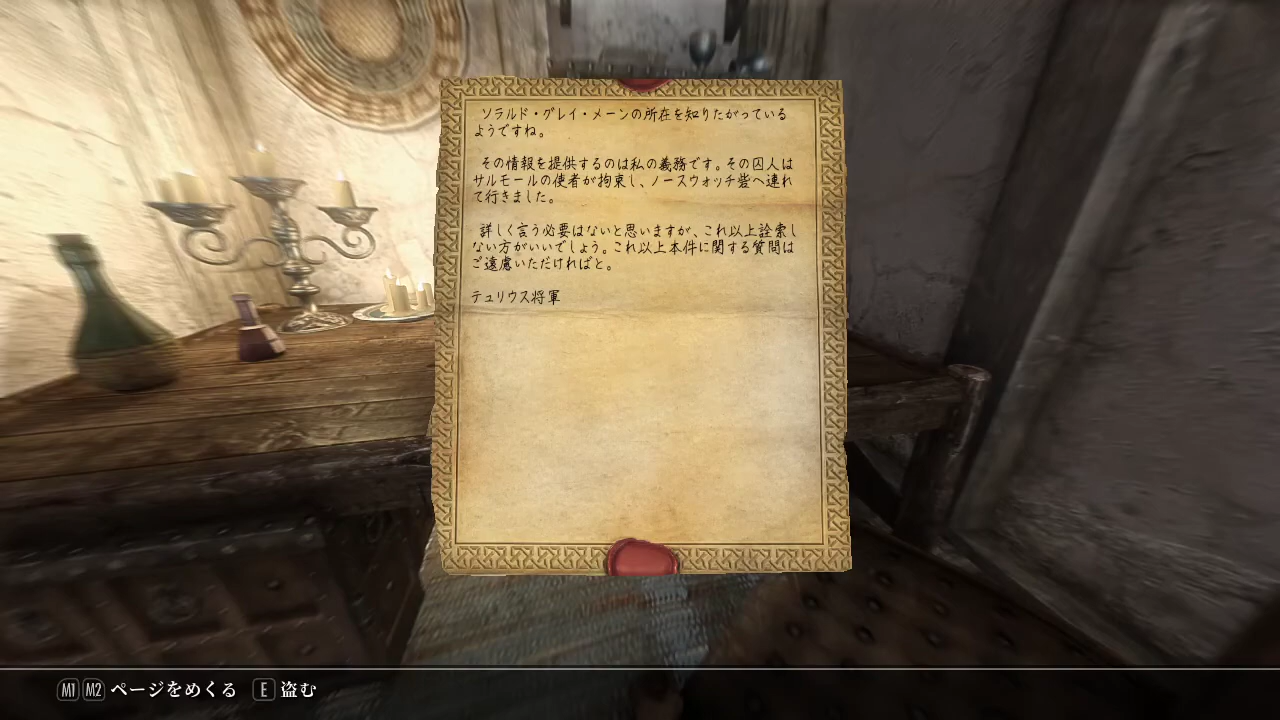 ソラルド・グレイ・メーンの所在を知りたがっている
ようですね。
その情報を提供するのは私の義務です。その囚人は
サルモールの使者が拘束し、ノースウォッチ砦へ連れ
て行きました。
詳しく言う必要はないと思いますが、これ以上詮索し
ない方がいいでしょう。これ以上本件に関する質問は
ご遠慮いただければと。
テュリウス将軍
M1 M2 ページをめくる E 盗む